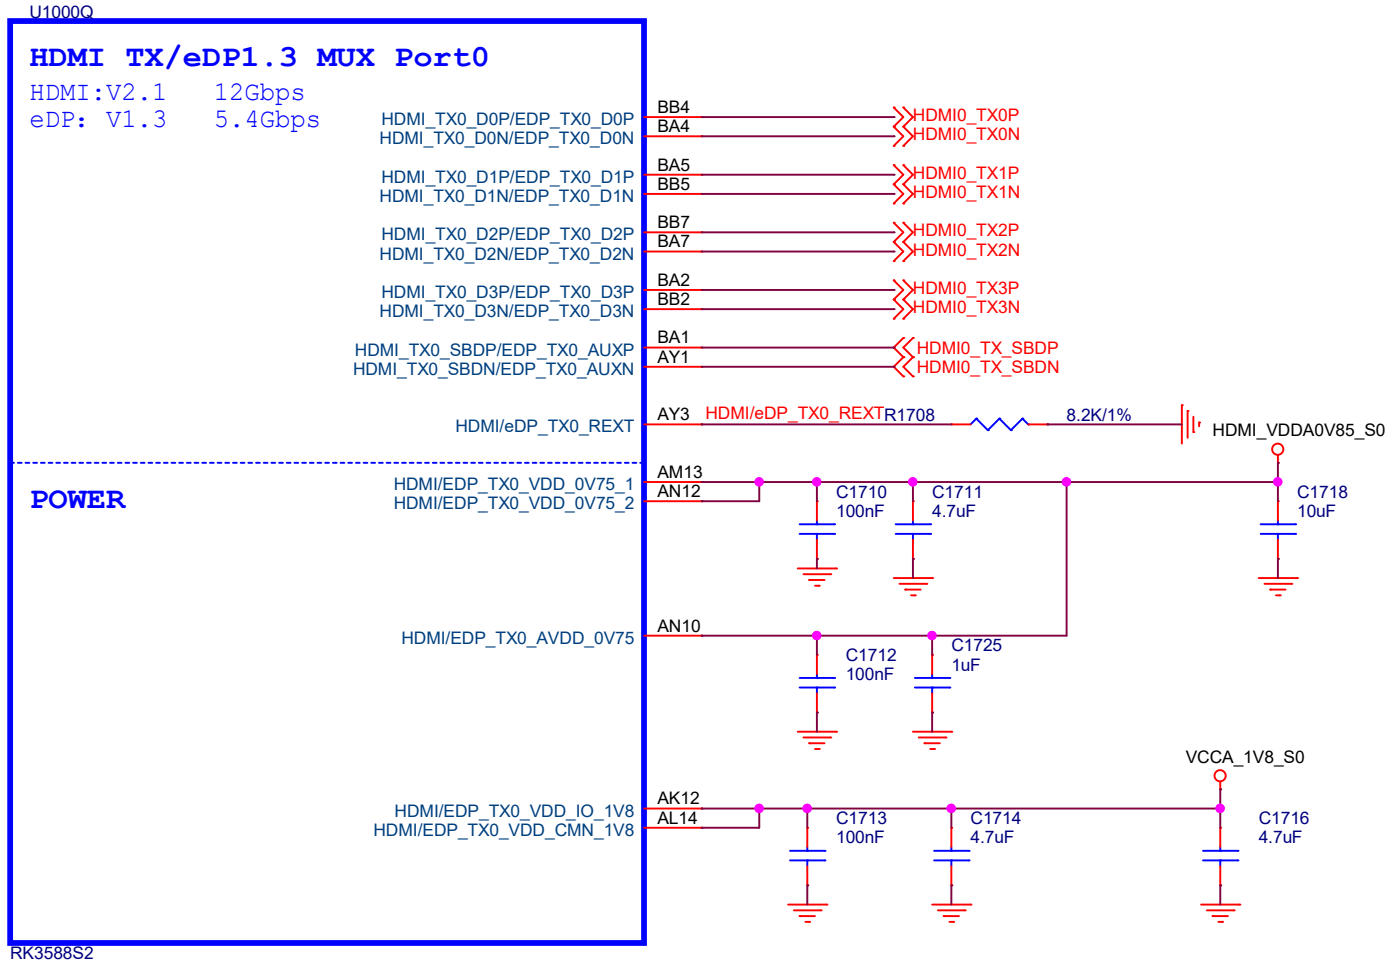 U1000Q
HDMI TX/eDP1.3 MUX Port0
HDMI:V2.1 12Gbps
eDP: V1.3 5.4Gbps
HDMI_TX0_D0P/EDP_TX0_D0P BB4 HDMI0_TX0P
HDMI_TX0_D0N/EDP_TX0_D0N BA4 HDMI0_TX0N
HDMI_TX0_D1P/EDP_TX0_D1P BA5 HDMI0_TX1P
HDMI_TX0_D1N/EDP_TX0_D1N BB5 HDMI0_TX1N
HDMI_TX0_D2P/EDP_TX0_D2P BB7 HDMI0_TX2P
HDMI_TX0_D2N/EDP_TX0_D2N BA7 HDMI0_TX2N
HDMI_TX0_D3P/EDP_TX0_D3P BA2 HDMI0_TX3P
HDMI_TX0_D3N/EDP_TX0_D3N BB2 HDMI0_TX3N
HDMI_TX0_SBDP/EDP_TX0_AUXP BA1 HDMI0_TX_SBDP
HDMI_TX0_SBDN/EDP_TX0_AUXN AY1 HDMI0_TX_SBDN
HDMI/eDP_TX0_REXT AY3 HDMI/eDP_TX0_REXT R1708 8.2K/1%
HDMI_VDDA0V85_S0
POWER
HDMI/EDP_TX0_VDD_0V75_1 AM13
HDMI/EDP_TX0_VDD_0V75_2 AN12
C1710 C1711 C1718
100nF 4.7uF 10uF
HDMI/EDP_TX0_AVDD_0V75 AN10
C1712 C1725
100nF 1uF
VCCA_1V8_S0
HDMI/EDP_TX0_VDD_IO_1V8 AK12
HDMI/EDP_TX0_VDD_CMN_1V8 AL14
C1713 C1714 C1716
100nF 4.7uF 4.7uF
RK3588S2